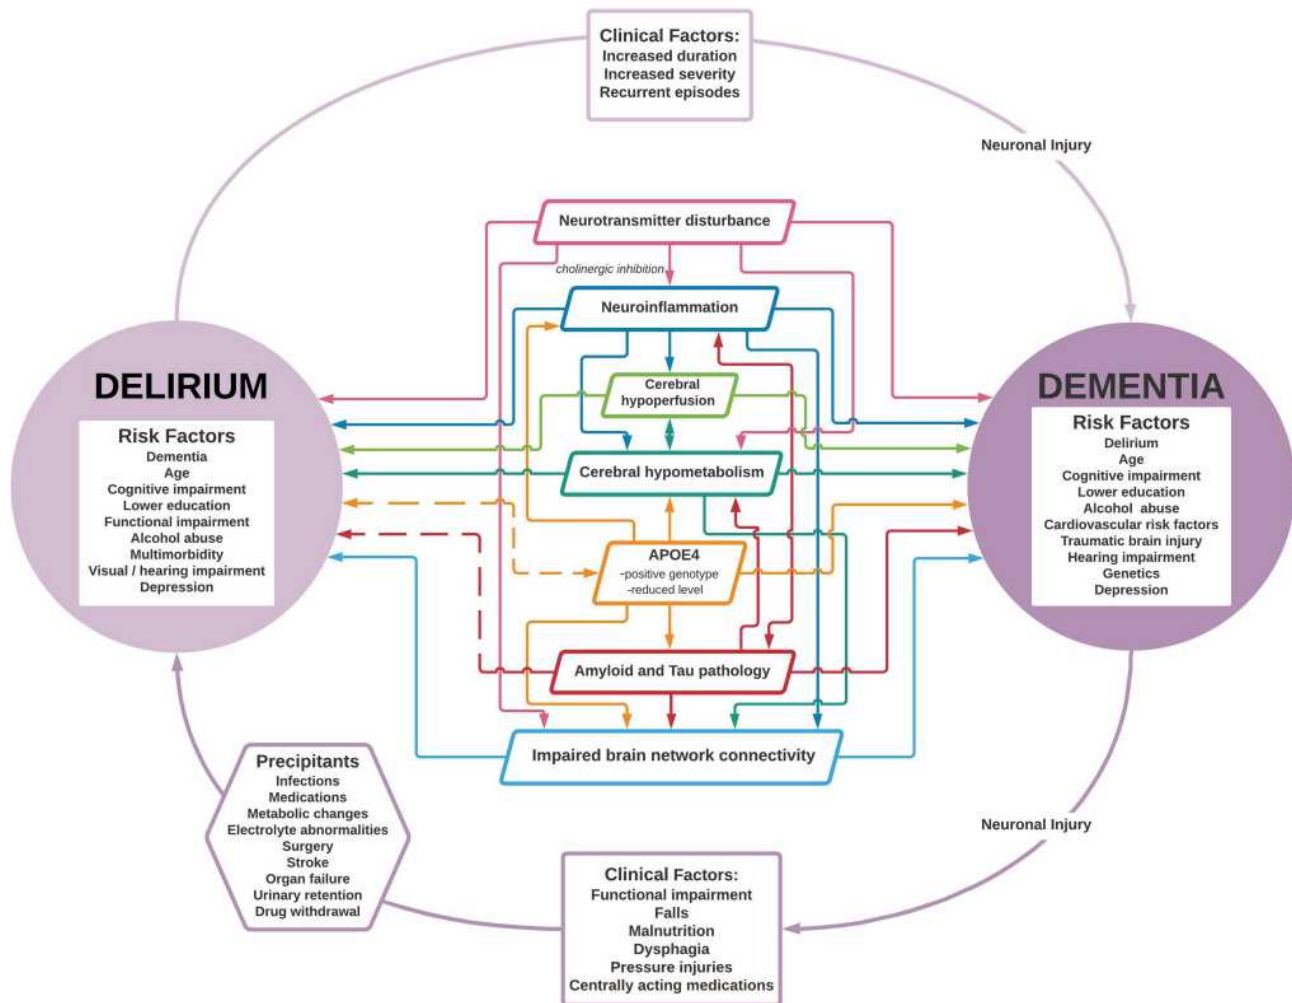 Clinical Factors:
Increased duration
Increased severity
Recurrent episodes
Neuronal Injury
Neurotransmitter disturbance
cholinergic inhibition
Neuroinflammation
Cerebral
hypoperfusion
Cerebral hypometabolism
APOE4
-positive genotype
-reduced level
Amyloid and Tau pathology
Impaired brain network connectivity
DELIRIUM
Risk Factors
Dementia
Age
Cognitive impairment
Lower education
Functional impairment
Alcohol abuse
Multimorbidity
Visual / hearing impairment
Depression
DEMENTIA
Risk Factors
Delirium
Age
Cognitive impairment
Lower education
Alcohol abuse
Cardiovascular risk factors
Traumatic brain injury
Hearing impairment
Genetics
Depression
Precipitants
Infections
Medications
Metabolic changes
Electrolyte abnormalities
Surgery
Stroke
Organ failure
Urinary retention
Drug withdrawal
Neuronal Injury
Clinical Factors:
Functional impairment
Falls
Malnutrition
Dysphagia
Pressure injuries
Centrally acting medications